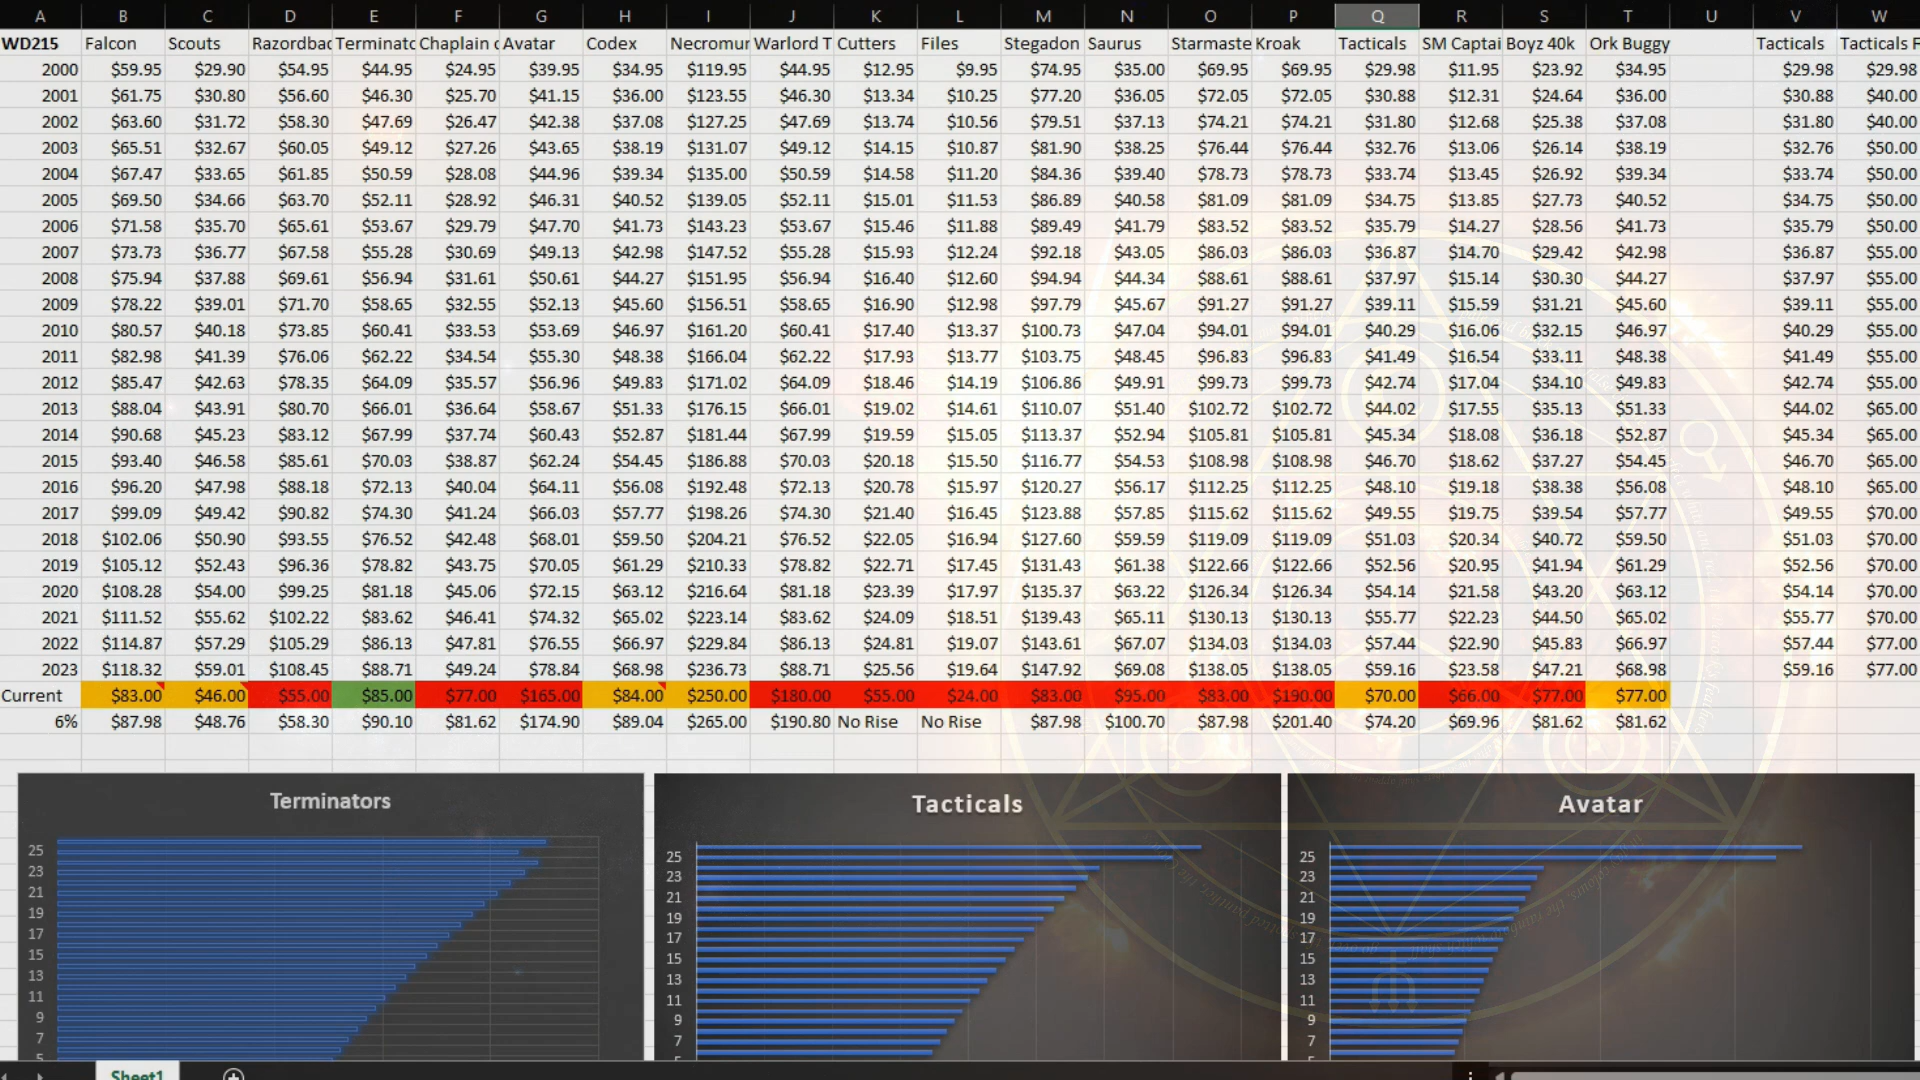 A B C D E F G H I J K L M N O P Q R S T U V W
WD215 Falcon Scouts Razordbac Terminato Chaplain c Avatar Codex Necromun Warlord T Cutters Files Stegadon Saurus Starmaste Kroak Tacticals SM Captai Boyz 40k Ork Buggy Tacticals Tacticals F
2000 $59.95 $29.90 $54.95 $44.95 $24.95 $39.95 $34.95 $119.95 $44.95 $12.95 $9.95 $74.95 $35.00 $69.95 $69.95 $29.98 $11.95 $23.92 $34.95 $29.98 $29.98
2001 $61.75 $30.80 $56.60 $46.30 $25.70 $41.15 $36.00 $123.55 $46.30 $13.34 $10.25 $77.20 $36.05 $72.05 $72.05 $30.88 $12.31 $24.64 $36.00 $30.88 $40.00
2002 $63.60 $31.72 $58.30 $47.69 $26.47 $42.38 $37.08 $127.25 $47.69 $13.74 $10.56 $79.51 $37.13 $74.21 $74.21 $31.80 $12.68 $25.38 $37.08 $31.80 $40.00
2003 $65.51 $32.67 $60.05 $49.12 $27.26 $43.65 $38.19 $131.07 $49.12 $14.15 $10.87 $81.90 $38.25 $76.44 $76.44 $32.76 $13.06 $26.14 $38.19 $32.76 $50.00
2004 $67.47 $33.65 $61.85 $50.59 $28.08 $44.96 $39.34 $135.00 $50.59 $14.58 $11.20 $84.36 $39.40 $78.73 $78.73 $33.74 $13.45 $26.92 $39.34 $33.74 $50.00
2005 $69.50 $34.66 $63.70 $52.11 $28.92 $46.31 $40.52 $139.05 $52.11 $15.01 $11.53 $86.89 $40.58 $81.09 $81.09 $34.75 $13.85 $27.73 $40.52 $34.75 $50.00
2006 $71.58 $35.70 $65.61 $53.67 $29.79 $47.70 $41.73 $143.23 $53.67 $15.46 $11.88 $89.49 $41.79 $83.52 $83.52 $35.79 $14.27 $28.56 $41.73 $35.79 $50.00
2007 $73.73 $36.77 $67.58 $55.28 $30.69 $49.13 $42.98 $147.52 $55.28 $15.93 $12.24 $92.18 $43.05 $86.03 $86.03 $36.87 $14.70 $29.42 $42.98 $36.87 $55.00
2008 $75.94 $37.88 $69.61 $56.94 $31.61 $50.61 $44.27 $151.95 $56.94 $16.40 $12.60 $94.94 $44.34 $88.61 $88.61 $37.97 $15.14 $30.30 $44.27 $37.97 $55.00
2009 $78.22 $39.01 $71.70 $58.65 $32.55 $52.13 $45.60 $156.51 $58.65 $16.90 $12.98 $97.79 $45.67 $91.27 $91.27 $39.11 $15.59 $31.21 $45.60 $39.11 $55.00
2010 $80.57 $40.18 $73.85 $60.41 $33.53 $53.69 $46.97 $161.20 $60.41 $17.40 $13.37 $100.73 $47.04 $94.01 $94.01 $40.29 $16.06 $32.15 $46.97 $40.29 $55.00
2011 $82.98 $41.39 $76.06 $62.22 $34.54 $55.30 $48.38 $166.04 $62.22 $17.93 $13.77 $103.75 $48.45 $96.83 $96.83 $41.49 $16.54 $33.11 $48.38 $41.49 $55.00
2012 $85.47 $42.63 $78.35 $64.09 $35.57 $56.96 $49.83 $171.02 $64.09 $18.46 $14.19 $106.86 $49.91 $99.73 $99.73 $42.74 $17.04 $34.10 $49.83 $42.74 $55.00
2013 $88.04 $43.91 $80.70 $66.01 $36.64 $58.67 $51.33 $176.15 $66.01 $19.02 $14.61 $110.07 $51.40 $102.72 $102.72 $44.02 $17.55 $35.13 $51.33 $44.02 $65.00
2014 $90.68 $45.23 $83.12 $67.99 $37.74 $60.43 $52.87 $181.44 $67.99 $19.59 $15.05 $113.37 $52.94 $105.81 $105.81 $45.34 $18.08 $36.18 $52.87 $45.34 $65.00
2015 $93.40 $46.58 $85.61 $70.03 $38.87 $62.24 $54.45 $186.88 $70.03 $20.18 $15.50 $116.77 $54.53 $108.98 $108.98 $46.70 $18.62 $37.27 $54.45 $46.70 $65.00
2016 $96.20 $47.98 $88.18 $72.13 $40.04 $64.11 $56.08 $192.48 $72.13 $20.78 $15.97 $120.27 $56.17 $112.25 $112.25 $48.10 $19.18 $38.38 $56.08 $48.10 $65.00
2017 $99.09 $49.42 $90.82 $74.30 $41.24 $66.03 $57.77 $198.26 $74.30 $21.40 $16.45 $123.88 $57.85 $115.62 $115.62 $49.55 $19.75 $39.54 $57.77 $49.55 $70.00
2018 $102.06 $50.90 $93.55 $76.52 $42.48 $68.01 $59.50 $204.21 $76.52 $22.05 $16.94 $127.60 $59.59 $119.09 $119.09 $51.03 $20.34 $40.72 $59.50 $51.03 $70.00
2019 $105.12 $52.43 $96.36 $78.82 $43.75 $70.05 $61.29 $210.33 $78.82 $22.71 $17.45 $131.43 $61.38 $122.66 $122.66 $52.56 $20.95 $41.94 $61.29 $52.56 $70.00
2020 $108.28 $54.00 $99.25 $81.18 $45.06 $72.15 $63.12 $216.64 $81.18 $23.39 $17.97 $135.37 $63.22 $126.34 $126.34 $54.14 $21.58 $43.20 $63.12 $54.14 $70.00
2021 $111.52 $55.62 $102.22 $83.62 $46.41 $74.32 $65.02 $223.14 $83.62 $24.09 $18.51 $139.43 $65.11 $130.13 $130.13 $55.77 $22.23 $44.50 $65.02 $55.77 $70.00
2022 $114.87 $57.29 $105.29 $86.13 $47.81 $76.55 $66.97 $229.84 $86.13 $24.81 $19.07 $143.61 $67.07 $134.03 $134.03 $57.44 $22.90 $45.83 $66.97 $57.44 $77.00
2023 $118.32 $59.01 $108.45 $88.71 $49.24 $78.84 $68.98 $236.73 $88.71 $25.56 $19.64 $147.92 $69.08 $138.05 $138.05 $59.16 $23.58 $47.21 $68.98 $59.16 $77.00
Current $83.00 $46.00 $55.00 $85.00 $77.00 $165.00 $84.00 $250.00 $180.00 $55.00 $24.00 $83.00 $95.00 $83.00 $190.00 $70.00 $66.00 $77.00 $77.00
6% $87.98 $48.76 $58.30 $90.10 $81.62 $174.90 $89.04 $265.00 $190.80 No Rise No Rise $87.98 $100.70 $87.98 $201.40 $74.20 $69.96 $81.62 $81.62
Terminators
25
23
21
19
17
15
13
11
9
7
5
Tacticals
25
23
21
19
17
15
13
11
9
7
5
Avatar
25
23
21
19
17
15
13
11
9
7
5
Sheet1